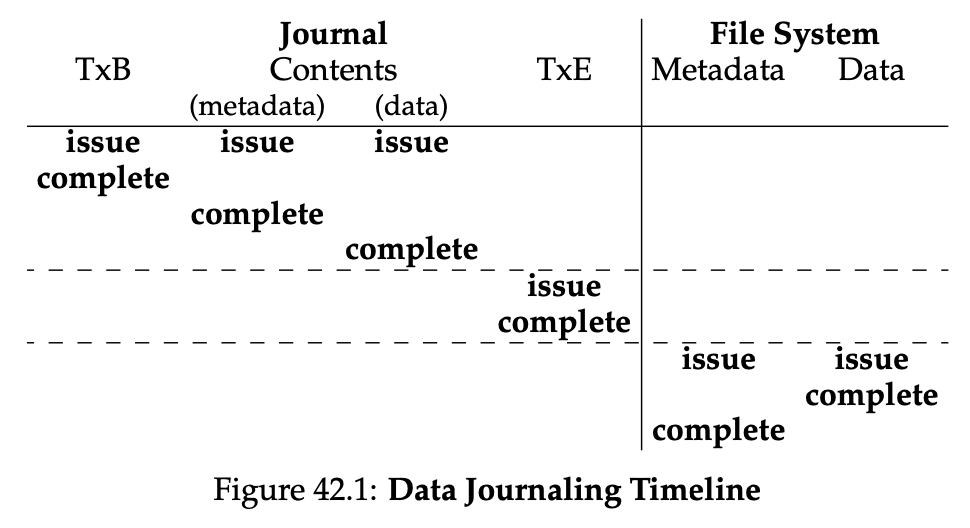 Journal File System
TxB Contents TxE Metadata Data
(metadata) (data)
issue issue issue
complete
complete
complete
issue
complete
issue issue
complete
complete
Figure 42.1: Data Journaling Timeline